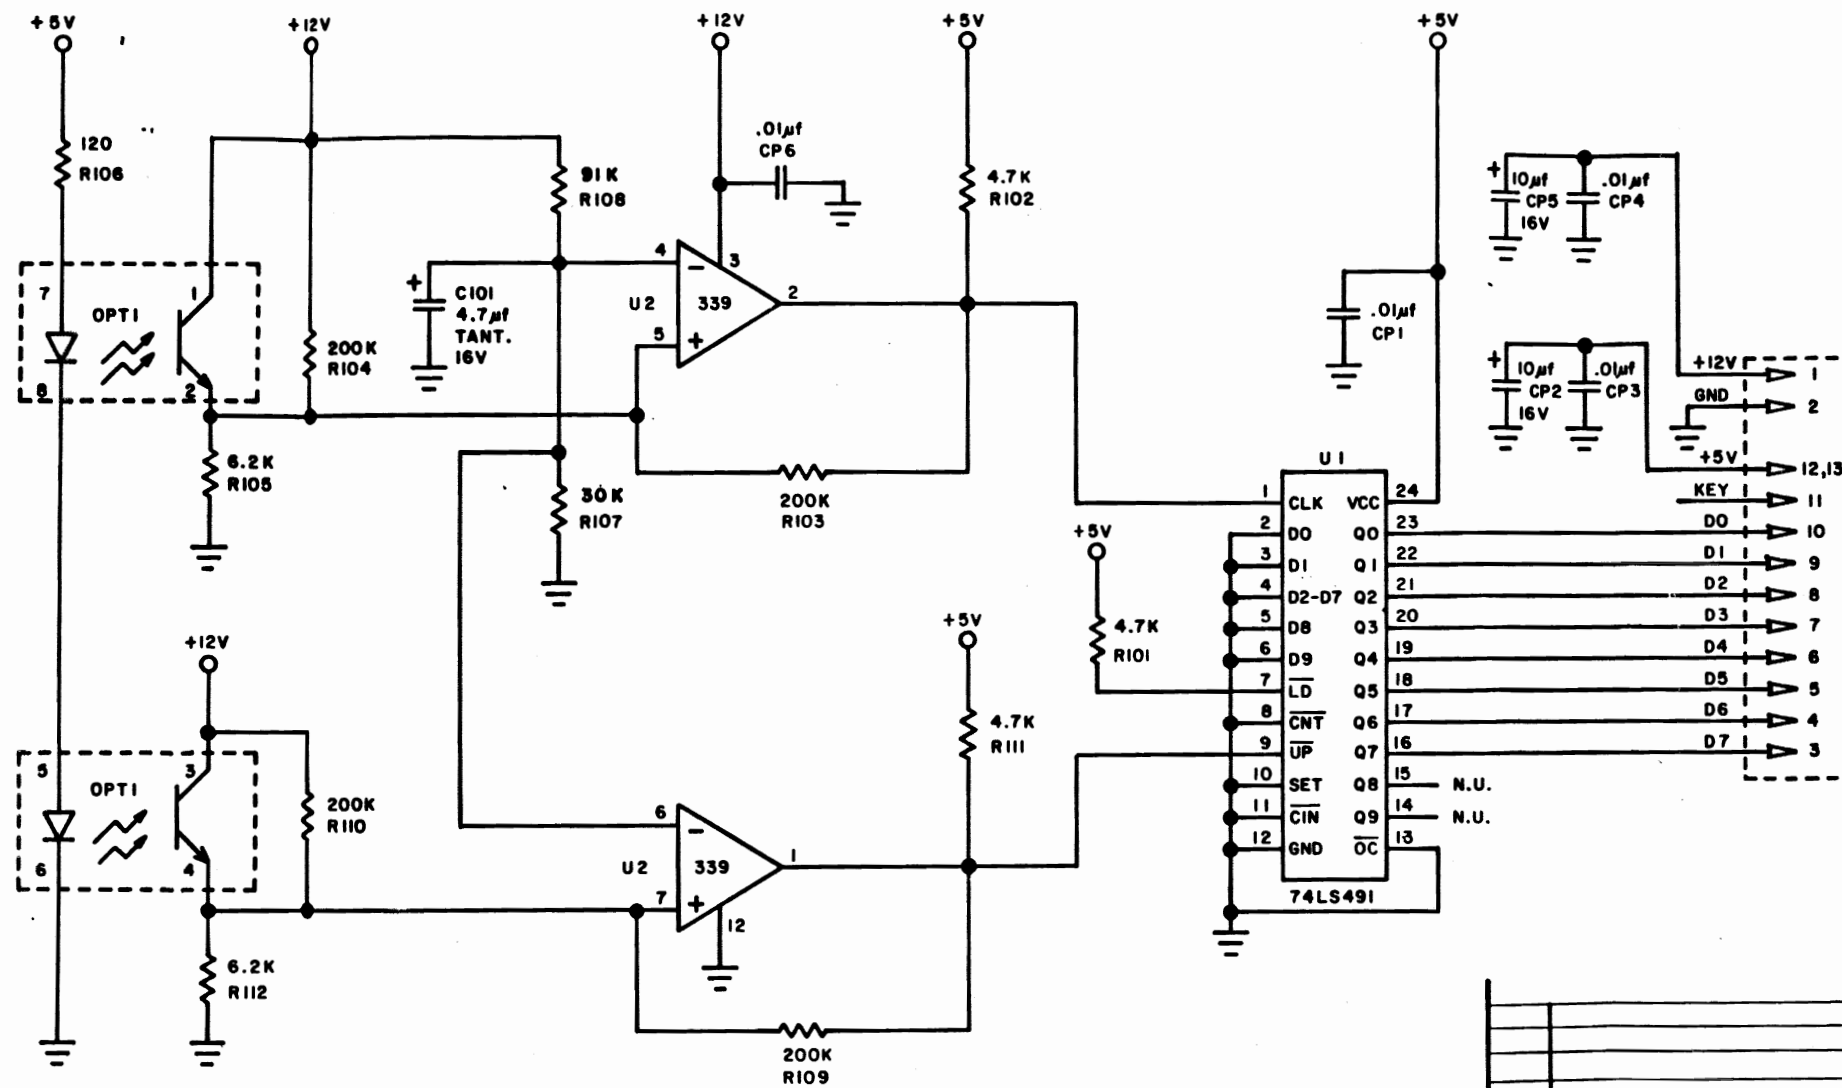 +5V
+12V
+12V
+5V
+5V
120
R106
.01µf
CP6
91K
R108
4.7K
R102
+
10µf
CP5
16V
.01µf
CP4
7
OPT1
1
8
2
200K
R104
+
C101
4.7µf
TANT.
16V
4
−
3
U2
339
2
5
+
.01µf
CP1
+
10µf
CP2
16V
.01µf
CP3
6.2K
R105
30K
R107
200K
R103
+12V
1
GND
2
+5V
12,13
KEY
11
D0
10
D1
9
D2
8
D3
7
D4
6
D5
5
D6
4
D7
3
U1
1 CLK VCC 24
2 D0 Q0 23
3 D1 Q1 22
4 D2-D7 Q2 21
5 D8 Q3 20
6 D9 Q4 19
7 LD Q5 18
8 CNT Q6 17
9 UP Q7 16
10 SET Q8 15 N.U.
11 CIN Q9 14 N.U.
12 GND OC 13
74LS491
+5V
4.7K
R101
+12V
+5V
4.7K
R111
5
OPT1
3
6
4
200K
R110
6
−
U2
339
1
7
+
12
6.2K
R112
200K
R109